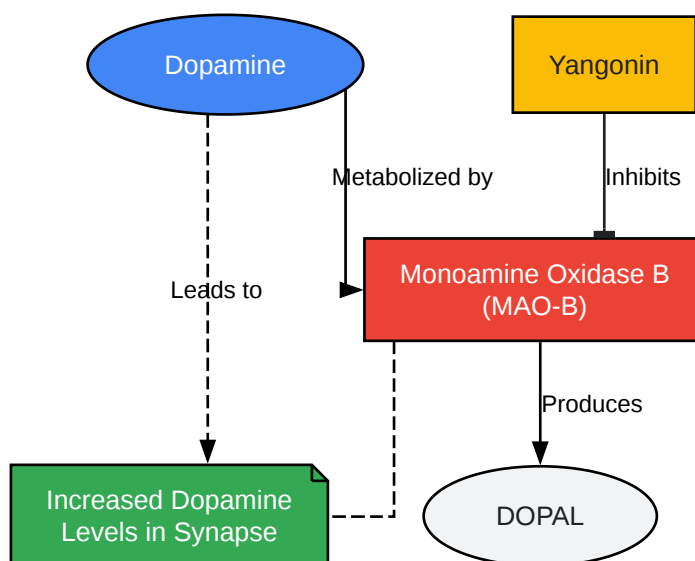 Dopamine
Yangonin
Metabolized by
Inhibits
Monoamine Oxidase B
(MAO-B)
Leads to
Produces
Increased Dopamine
Levels in Synapse
DOPAL